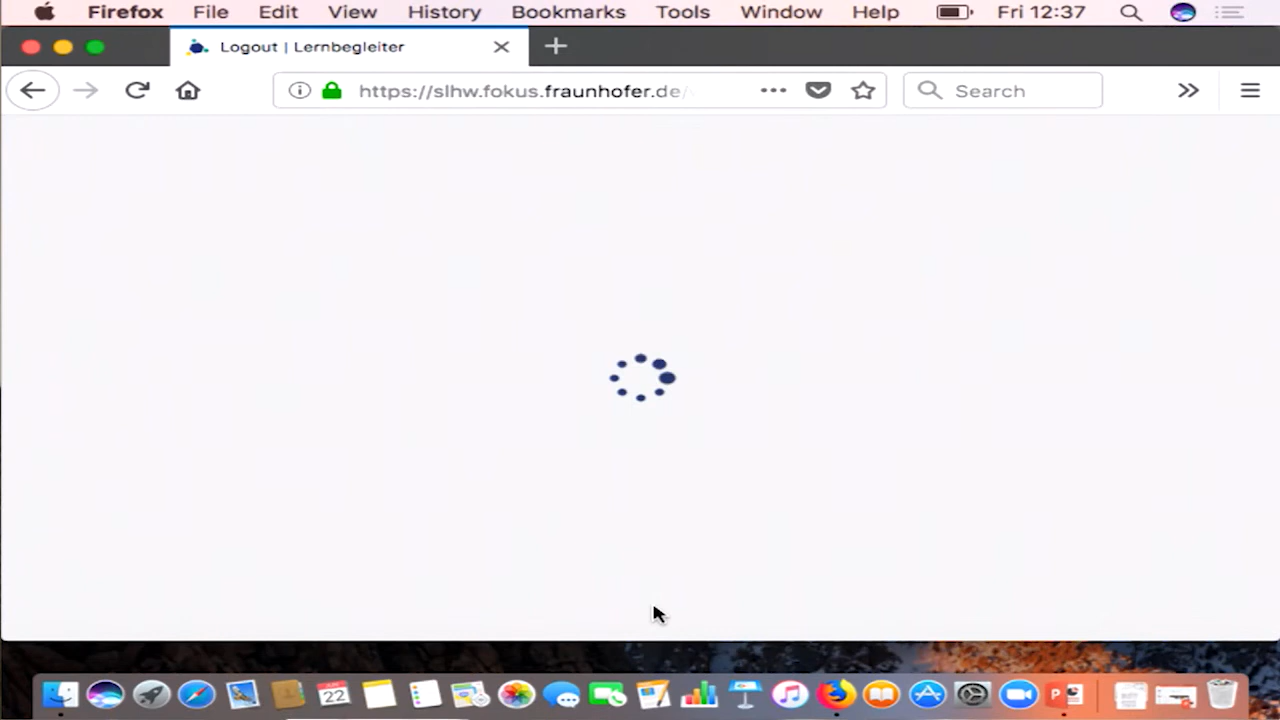 Firefox File Edit View History Bookmarks Tools Window Help Fri 12:37
Logout | Lernbegleiter
https://slhw.fokus.fraunhofer.de/
Search
JUN
22